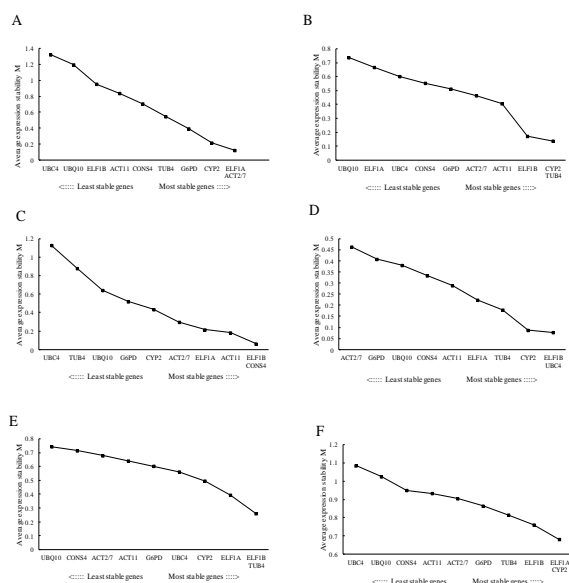 A
Average expression stability M
1.4
1.2
1
0.8
0.6
0.4
0.2
0
UBC4 UBQ10 ELF1B ACT11 CONS4 TUB4 G6PD CYP2 ELF1A
ACT2/7
<::::: Least stable genes Most stable genes :::::>
B
Average expression stability M
0.8
0.7
0.6
0.5
0.4
0.3
0.2
0.1
0
UBQ10 ELF1A UBC4 CONS4 G6PD ACT2/7 ACT11 ELF1B CYP2
TUB4
<::::: Least stable genes Most stable genes :::::>
C
Average expression stability M
1.2
1
0.8
0.6
0.4
0.2
0
UBC4 TUB4 UBQ10 G6PD CYP2 ACT2/7 ELF1A ACT11 ELF1B
CONS4
<::::: Least stable genes Most stable genes :::::>
D
Average expression stability M
0.5
0.45
0.4
0.35
0.3
0.25
0.2
0.15
0.1
0.05
0
ACT2/7 G6PD UBQ10 CONS4 ACT11 ELF1A TUB4 CYP2 ELF1B
UBC4
<::::: Least stable genes Most stable genes :::::>
E
Average expression stability M
0.8
0.7
0.6
0.5
0.4
0.3
0.2
0.1
0
UBQ10 CONS4 ACT2/7 ACT11 G6PD UBC4 CYP2 ELF1A ELF1B
TUB4
<::::: Least stable genes Most stable genes :::::>
F
Average expression stability M
1.2
1.1
1
0.9
0.8
0.7
0.6
UBC4 UBQ10 CONS4 ACT11 ACT2/7 G6PD TUB4 ELF1B ELF1A
CYP2
<::::: Least stable genes Most stable genes :::::>